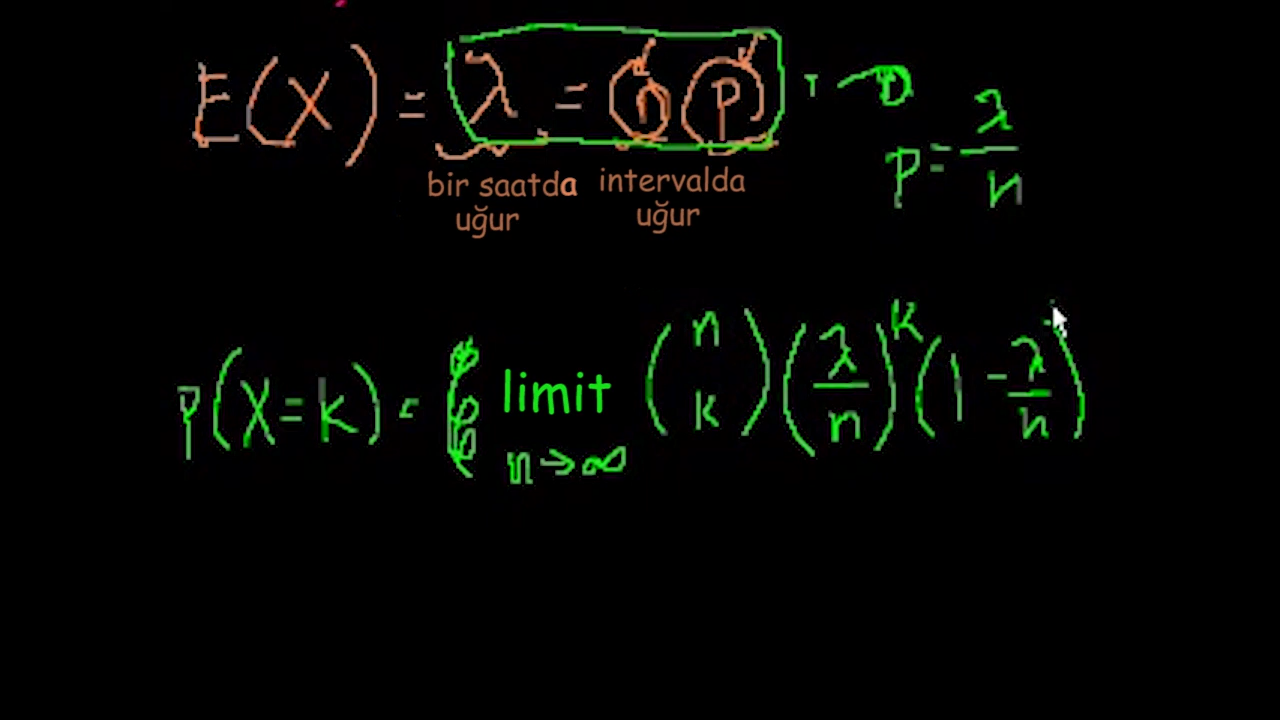 E(X) = λ = n p
bir saatda uğur
intervalda uğur
p = λ/n
P(X=k) = limit n→∞ (n k) (λ/n)^k (1 - λ/n)